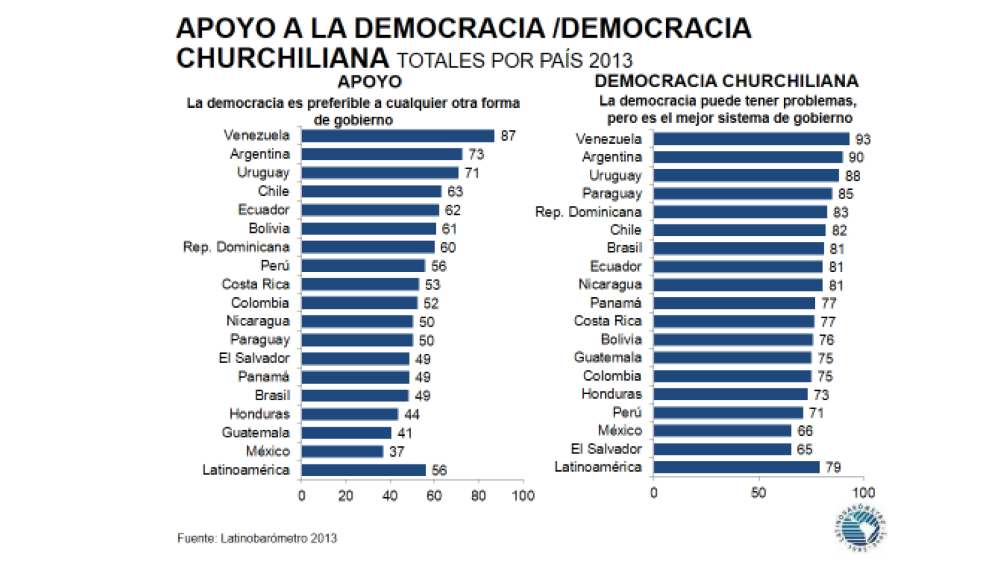 APOYO A LA DEMOCRACIA /DEMOCRACIA
CHURCHILIANA TOTALES POR PAÍS 2013
APOYO
La democracia es preferible a cualquier otra forma
de gobierno
Venezuela 87
Argentina 73
Uruguay 71
Chile 63
Ecuador 62
Bolivia 61
Rep. Dominicana 60
Perú 56
Costa Rica 53
Colombia 52
Nicaragua 50
Paraguay 50
El Salvador 49
Panamá 49
Brasil 49
Honduras 44
Guatemala 41
México 37
Latinoamérica 56
0 20 40 60 80 100
DEMOCRACIA CHURCHILIANA
La democracia puede tener problemas,
pero es el mejor sistema de gobierno
Venezuela 93
Argentina 90
Uruguay 88
Paraguay 85
Rep. Dominicana 83
Chile 82
Brasil 81
Ecuador 81
Nicaragua 81
Panamá 77
Costa Rica 77
Bolivia 76
Guatemala 75
Colombia 75
Honduras 73
Perú 71
México 66
El Salvador 65
Latinoamérica 79
0 50 100
Fuente: Latinobarómetro 2013
LATINOBARÓMETRO